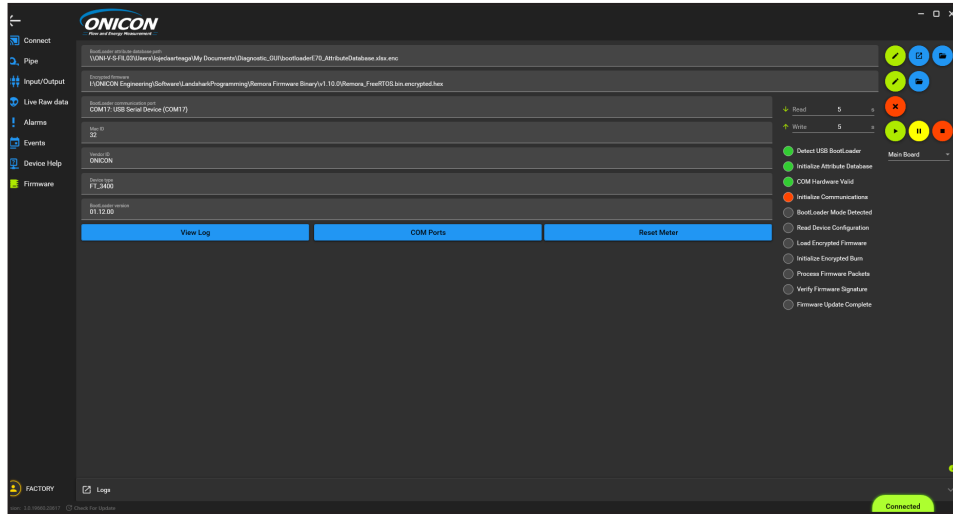 ONICON
Flow and Energy Measurement
Connect
Pipe
Input/Output
Live Raw data
Alarms
Events
Device Help
Firmware
BootLoader attribute database path
\\ONI-V-S-FIL03\Users\lojedaarteaga\My Documents\Diagnostic_GUI\bootloaderE70_AttributeDatabase.xlsx.enc
Encrypted firmware
I:\ONICON Engineering\Software\LandsharkProgramming\Remora Firmware Binary\v1.10.0\Remora_FreeRTOS.bin.encrypted.hex
BootLoader communication port
COM17: USB Serial Device (COM17)
Mac ID
32
Vendor ID
ONICON
Device type
FT_3400
BootLoader version
01.12.00
View Log
COM Ports
Reset Meter
Read 5 s
Write 5 s
Main Board
Detect USB BootLoader
Initialize Attribute Database
COM Hardware Valid
Initialize Communications
BootLoader Mode Detected
Read Device Configuration
Load Encrypted Firmware
Initialize Encrypted Burn
Process Firmware Packets
Verify Firmware Signature
Firmware Update Complete
FACTORY
Logs
Check For Update
Connected